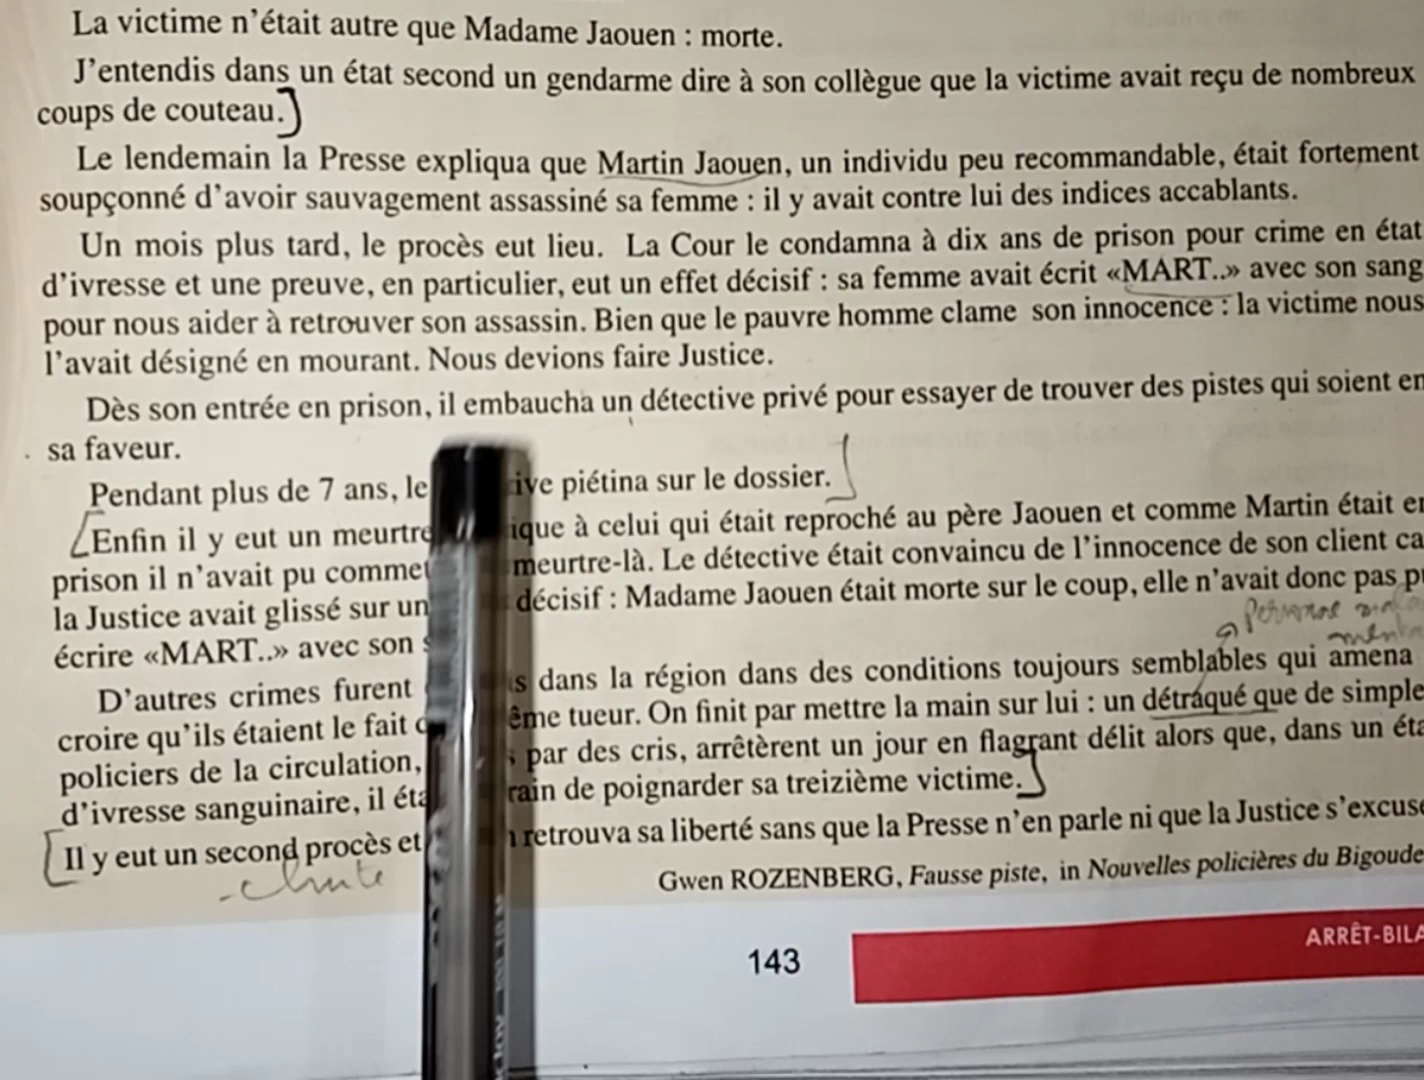 La victime n'était autre que Madame Jaouen : morte.
J'entendis dans un état second un gendarme dire à son collègue que la victime avait reçu de nombreux
coups de couteau.
Le lendemain la Presse expliqua que Martin Jaouen, un individu peu recommandable, était fortement
soupçonné d'avoir sauvagement assassiné sa femme : il y avait contre lui des indices accablants.
Un mois plus tard, le procès eut lieu. La Cour le condamna à dix ans de prison pour crime en état
d'ivresse et une preuve, en particulier, eut un effet décisif : sa femme avait écrit «MART..» avec son sang
pour nous aider à retrouver son assassin. Bien que le pauvre homme clame son innocence : la victime nous
l'avait désigné en mourant. Nous devions faire Justice.
Dès son entrée en prison, il embaucha un détective privé pour essayer de trouver des pistes qui soient en
sa faveur.
Pendant plus de 7 ans, le ive piétina sur le dossier.
Enfin il y eut un meurtre ique à celui qui était reproché au père Jaouen et comme Martin était
prison il n'avait pu meurtre-là. Le détective était convaincu de l'innocence de son client
la Justice avait glissé sur un décisif : Madame Jaouen était morte sur le coup, elle n'avait donc pas
Personne
écrire «MART..» avec son
D'autres crimes furent dans la région dans des conditions toujours semblables qui amena
croire qu'ils étaient le fait ême tueur. On finit par mettre la main sur lui : un détraqué que de simple
policiers de la circulation, par des cris, arrêtèrent un jour en flagrant délit alors que, dans un
d'ivresse sanguinaire, il rain de poignarder sa treizième victime.
Il y eut un second procès et retrouva sa liberté sans que la Presse n'en parle ni que la Justice s'excuse
- chute
Gwen ROZENBERG, Fausse piste, in Nouvelles policières du Bigoude
143
ARRÊT-BILA